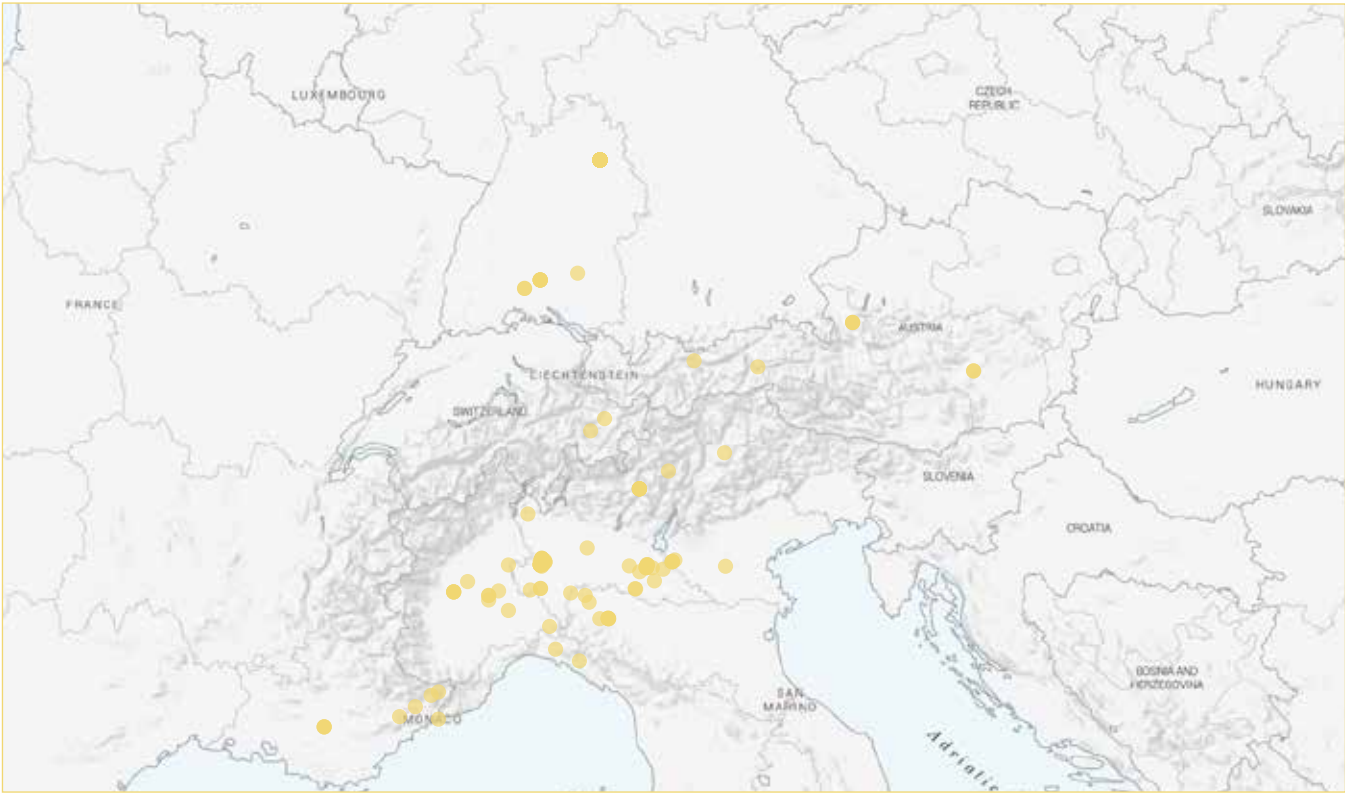 LUXEMBOURG
CZECH
REPUBLIC
SLOVAKIA
FRANCE
AUSTRIA
LIECHTENSTEIN
HUNGARY
SWITZERLAND
SLOVENIA
CROATIA
BOSNIA AND
HERZEGOVINA
SAN
MARINO
MONACO
Adriatic